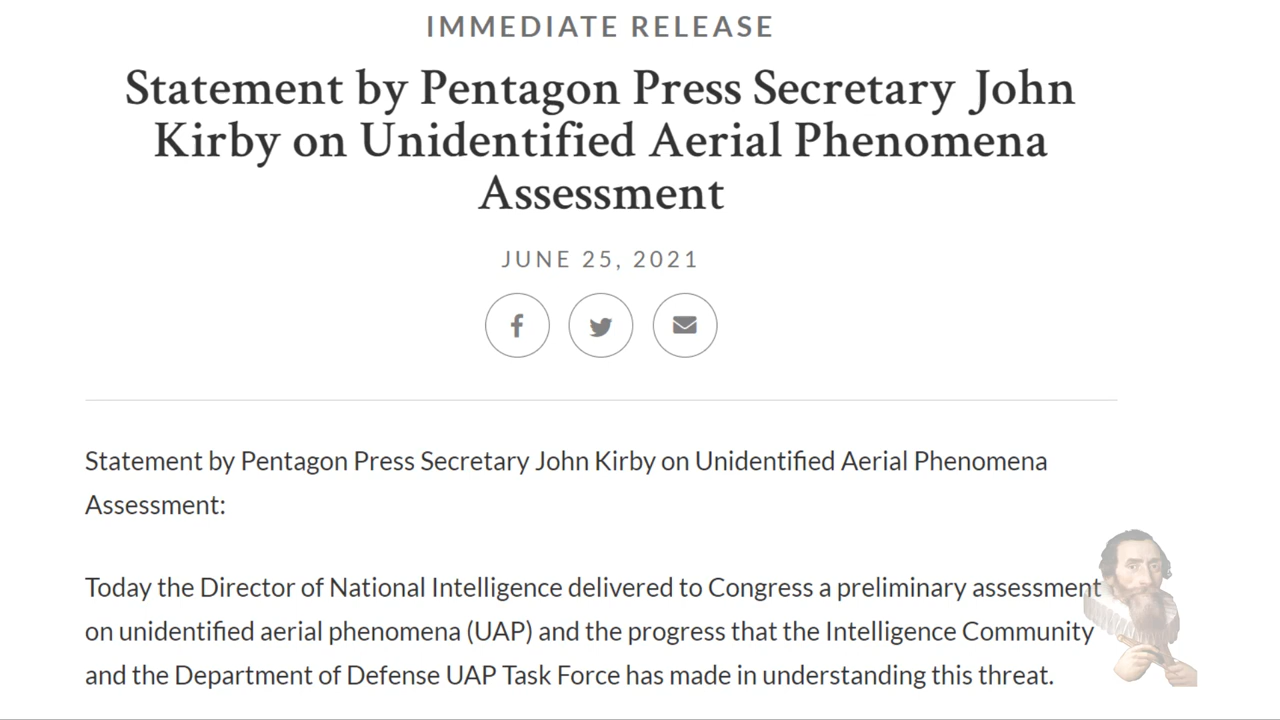 IMMEDIATE RELEASE
Statement by Pentagon Press Secretary John
Kirby on Unidentified Aerial Phenomena
Assessment
JUNE 25, 2021
Statement by Pentagon Press Secretary John Kirby on Unidentified Aerial Phenomena
Assessment:
Today the Director of National Intelligence delivered to Congress a preliminary assessment
on unidentified aerial phenomena (UAP) and the progress that the Intelligence Community
and the Department of Defense UAP Task Force has made in understanding this threat.